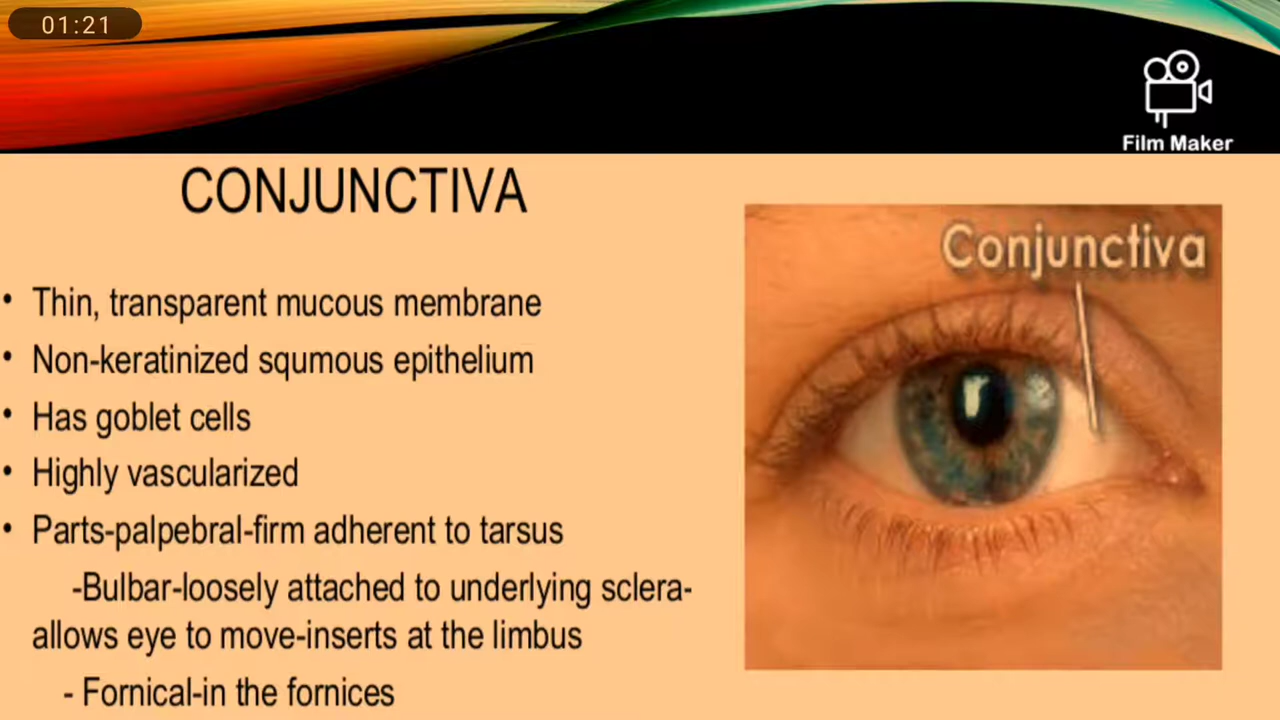 01:21
Film Maker
CONJUNCTIVA
Conjunctiva
• Thin, transparent mucous membrane
• Non-keratinized squmous epithelium
• Has goblet cells
• Highly vascularized
• Parts-palpebral-firm adherent to tarsus
-Bulbar-loosely attached to underlying sclera-
allows eye to move-inserts at the limbus
- Fornical-in the fornices